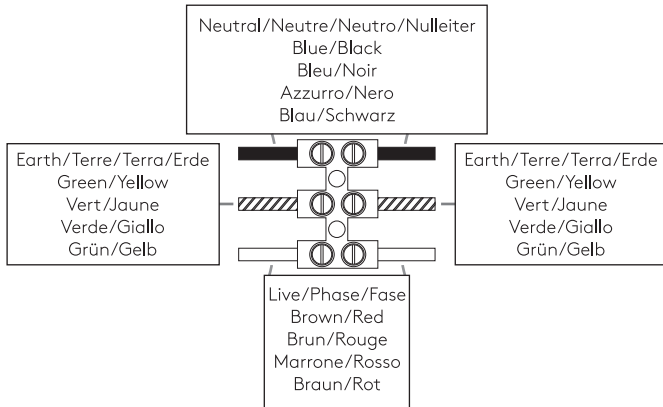 Neutral/Neutre/Neutro/Nulleiter
Blue/Black
Bleu/Noir
Azzurro/Nero
Blau/Schwarz
Earth/Terre/Terra/Erde
Green/Yellow
Vert/Jaune
Verde/Giallo
Grün/Gelb
Earth/Terre/Terra/Erde
Green/Yellow
Vert/Jaune
Verde/Giallo
Grün/Gelb
Live/Phase/Fase
Brown/Red
Brun/Rouge
Marrone/Rosso
Braun/Rot